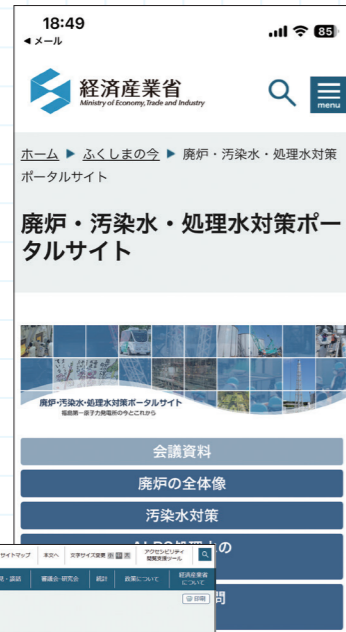 18:49
85
◀ メール
経済産業省
Ministry of Economy, Trade and Industry
menu
ホーム ▶ ふくしまの今 ▶ 廃炉・汚染水・処理水対策
ポータルサイト
廃炉・汚染水・処理水対策ポー
タルサイト
廃炉・汚染水・処理水対策ポータルサイト
福島第一原子力発電所の今とこれから
会議資料
廃炉の全体像
汚染水対策
の
サイトマップ 本文へ 文字サイズ変更 アクセシビリティ
閲覧支援ツール
見・談話 審議会・研究会 統計 政策について 経済産業省
について
印刷
問